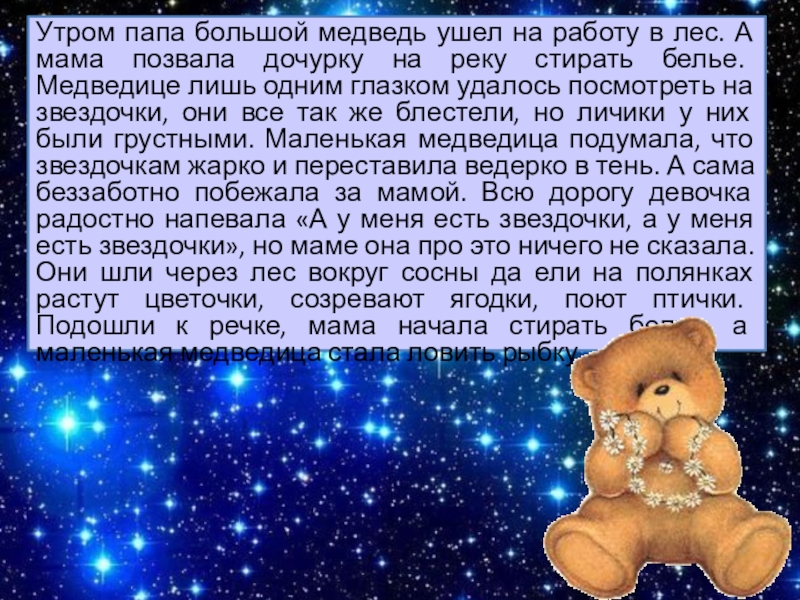 Утром папа большой медведь ушел на работу в лес. А
мама позвала дочурку на реку стирать белье.
Медведице лишь одним глазком удалось посмотреть на
звездочки, они все так же блестели, но личики у них
были грустными. Маленькая медведица подумала, что
звездочкам жарко и переставила ведерко в тень. А сама
беззаботно побежала за мамой. Всю дорогу девочка
радостно напевала «А у меня есть звездочки, а у меня
есть звездочки», но маме она про это ничего не сказала.
Они шли через лес вокруг сосны да ели на полянках
растут цветочки, созревают ягодки, поют птички.
Подошли к речке, мама начала стирать а
маленькая медведица стала ловить рыбку